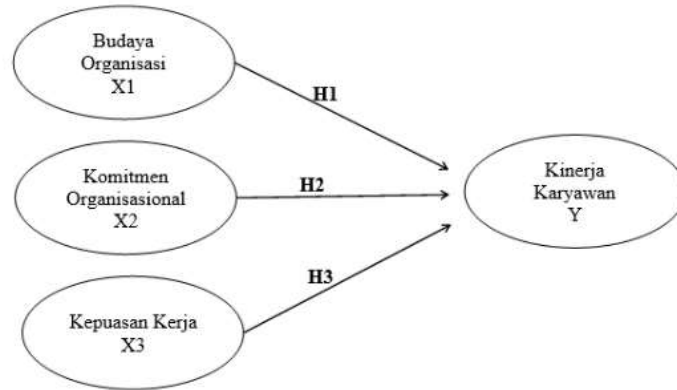 Budaya
Organisasi
X1
H1
Komitmen
Organisasional
X2
H2
Kinerja
Karyawan
Y
H3
Kepuasan Kerja
X3